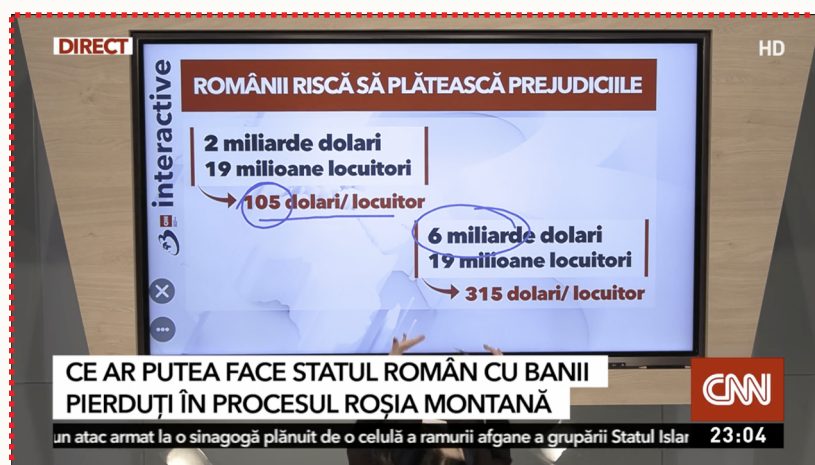 DIRECT
HD
interactive
ROMÂNII RISCĂ SĂ PLĂTEASCĂ PREJUDICIILE
2 miliarde dolari
19 milioane locuitori
105 dolari/ locuitor
6 miliarde dolari
19 milioane locuitori
315 dolari/ locuitor
CE AR PUTEA FACE STATUL ROMÂN CU BANII
PIERDUȚI ÎN PROCESUL ROȘIA MONTANĂ
CNN
un atac armat la o sinagogă plănuit de o celulă a ramurii afgane a grupării Statul Islar
23:04